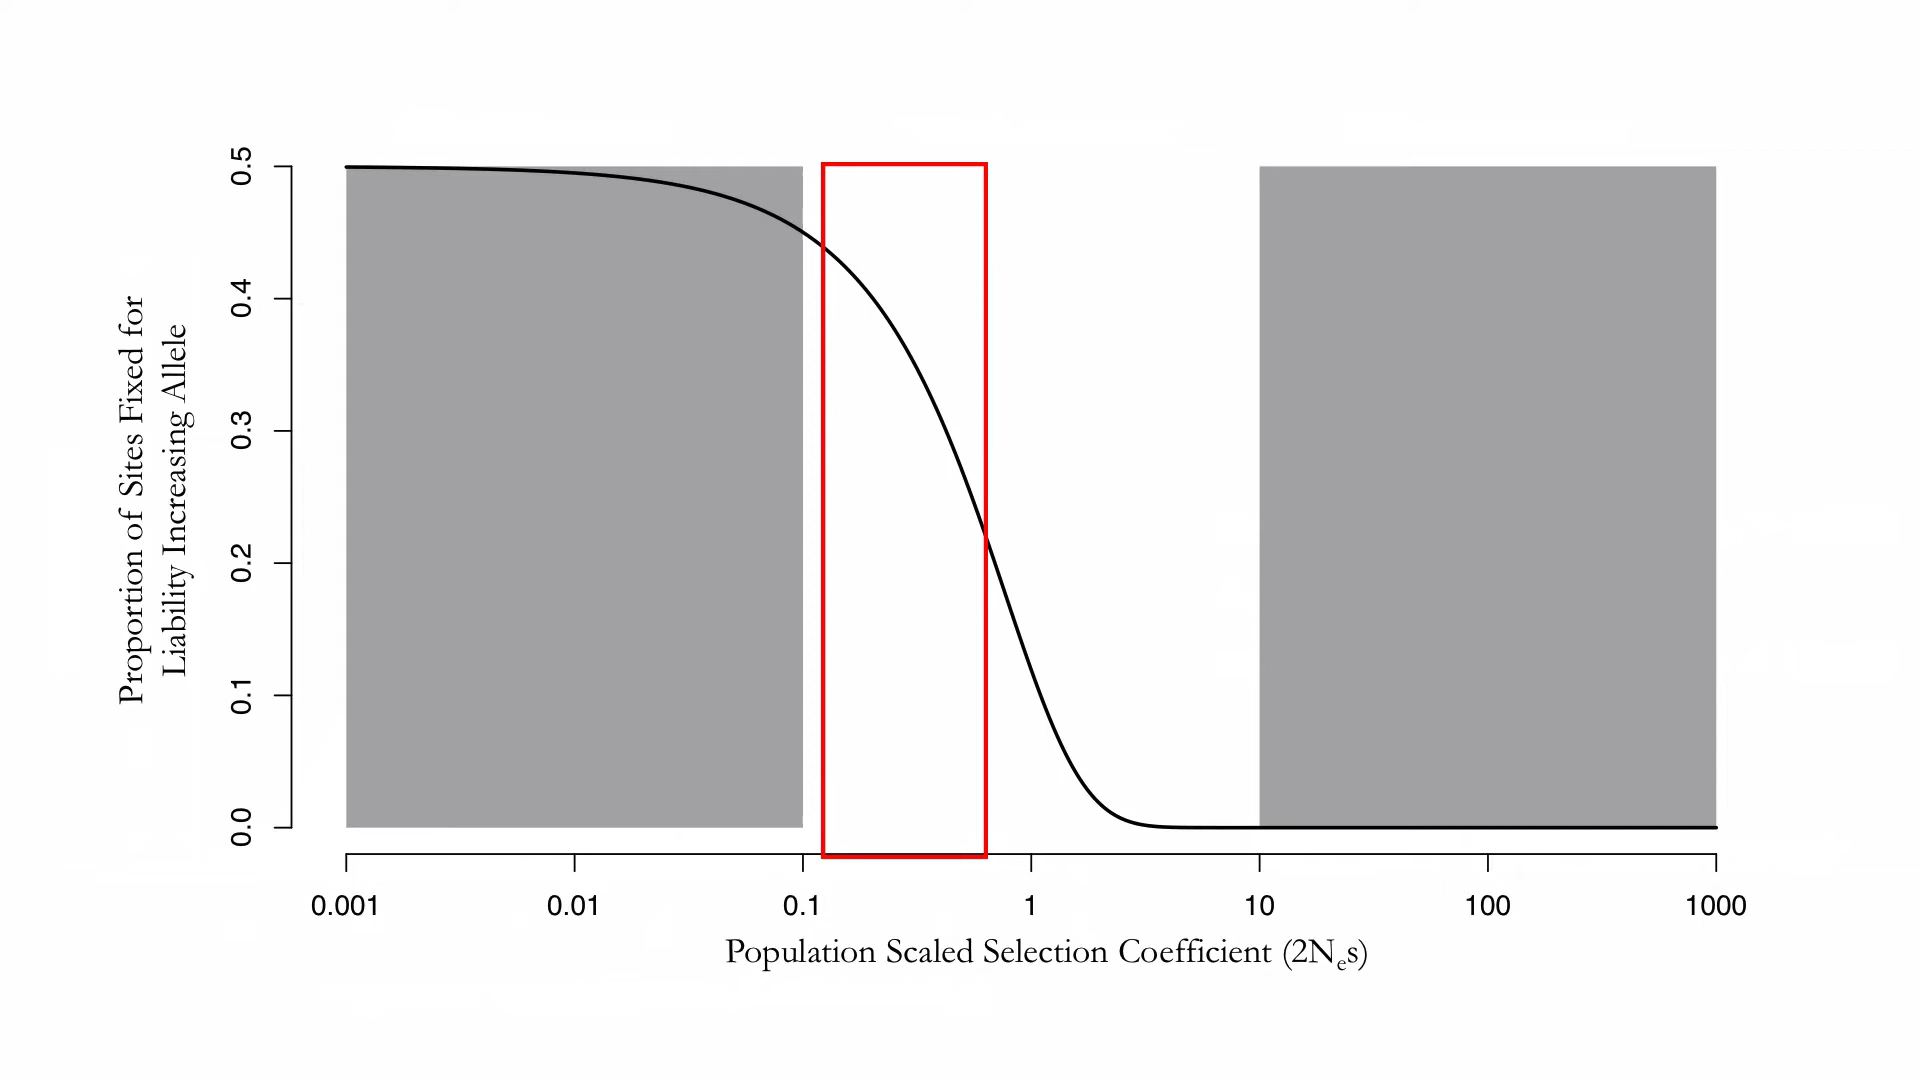 Proportion of Sites Fixed for
Liability Increasing Allele
0.5
0.4
0.3
0.2
0.1
0.0
0.001 0.01 0.1 1 10 100 1000
Population Scaled Selection Coefficient (2Nₑs)